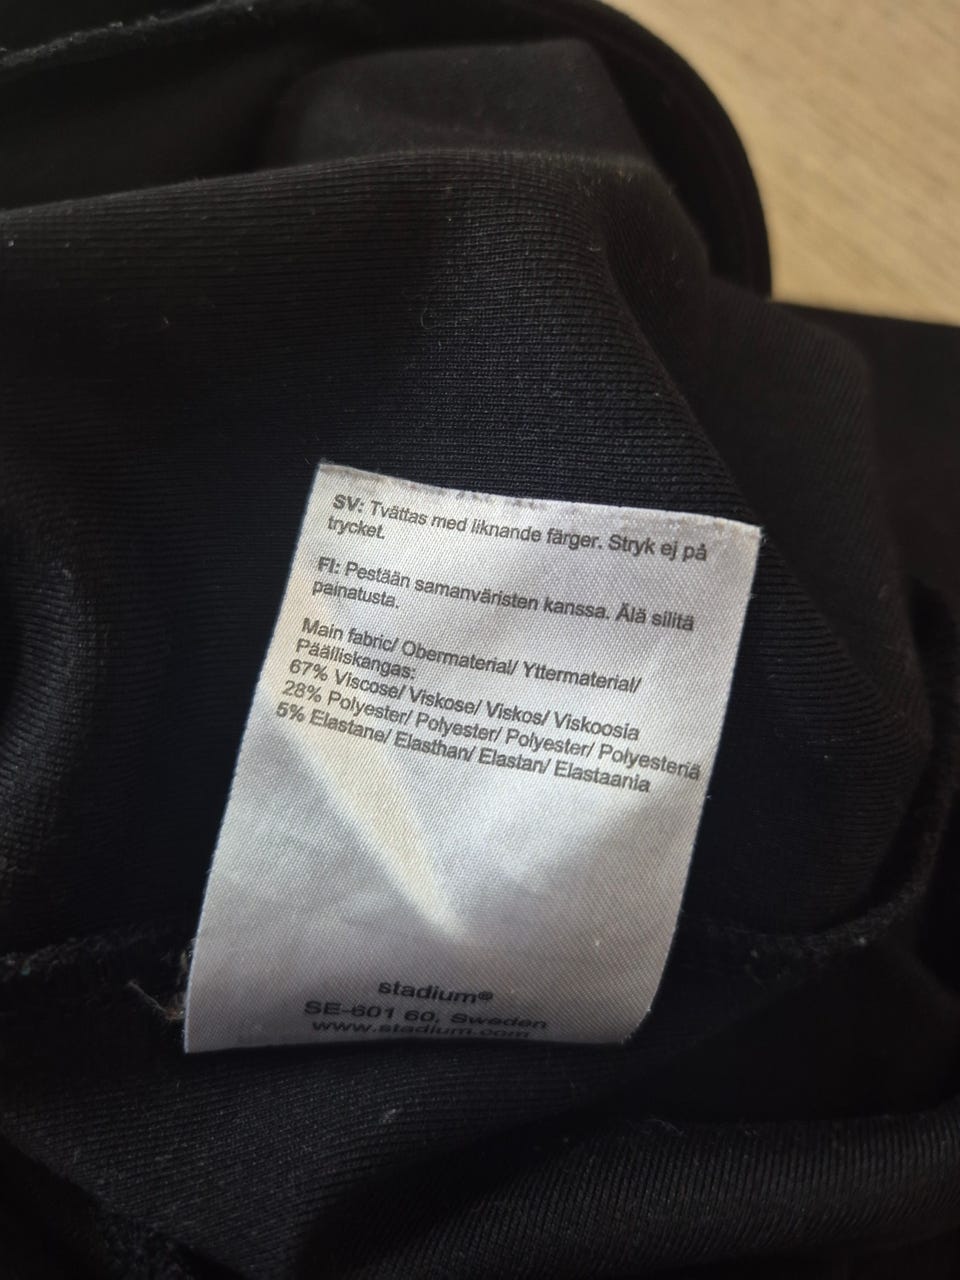 SV: Tvättas med liknande färger. Stryk ej på
trycket.
FI: Pestään samanväristen kanssa. Älä silitä
painatusta.
Main fabric/ Obermaterial/ Yttermaterial/
Päälliskangas:
67% Viscose/ Viskose/ Viskos/ Viskoosia
28% Polyester/ Polyester/ Polyester/ Polyesteriä
5% Elastane/ Elasthan/ Elastan/ Elastaania
stadium®
SE-601 60, Sweden
www.stadium.com